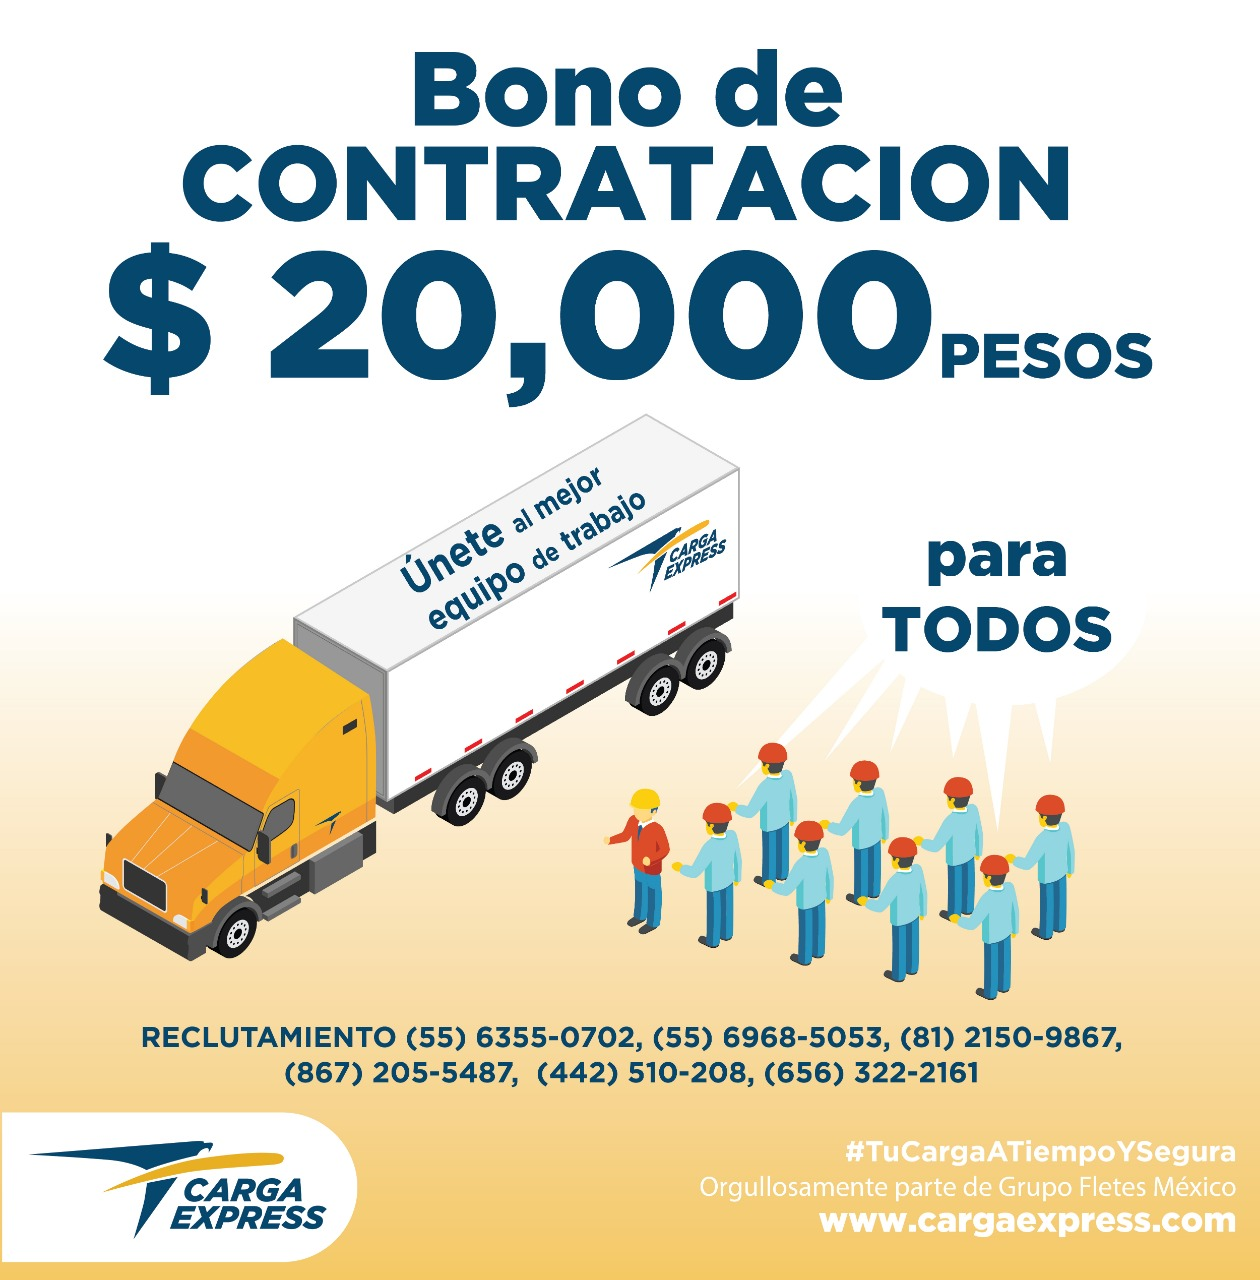 Bono de
CONTRATACION
$ 20,000 PESOS
Únete al mejor
equipo de trabajo
CARGA
EXPRESS
para
TODOS
RECLUTAMIENTO (55) 6355-0702, (55) 6968-5053, (81) 2150-9867,
(867) 205-5487, (442) 510-208, (656) 322-2161
CARGA
EXPRESS
#TuCargaATiempoYSegura
Orgullosamente parte de Grupo Fletes México
www.cargaexpress.com